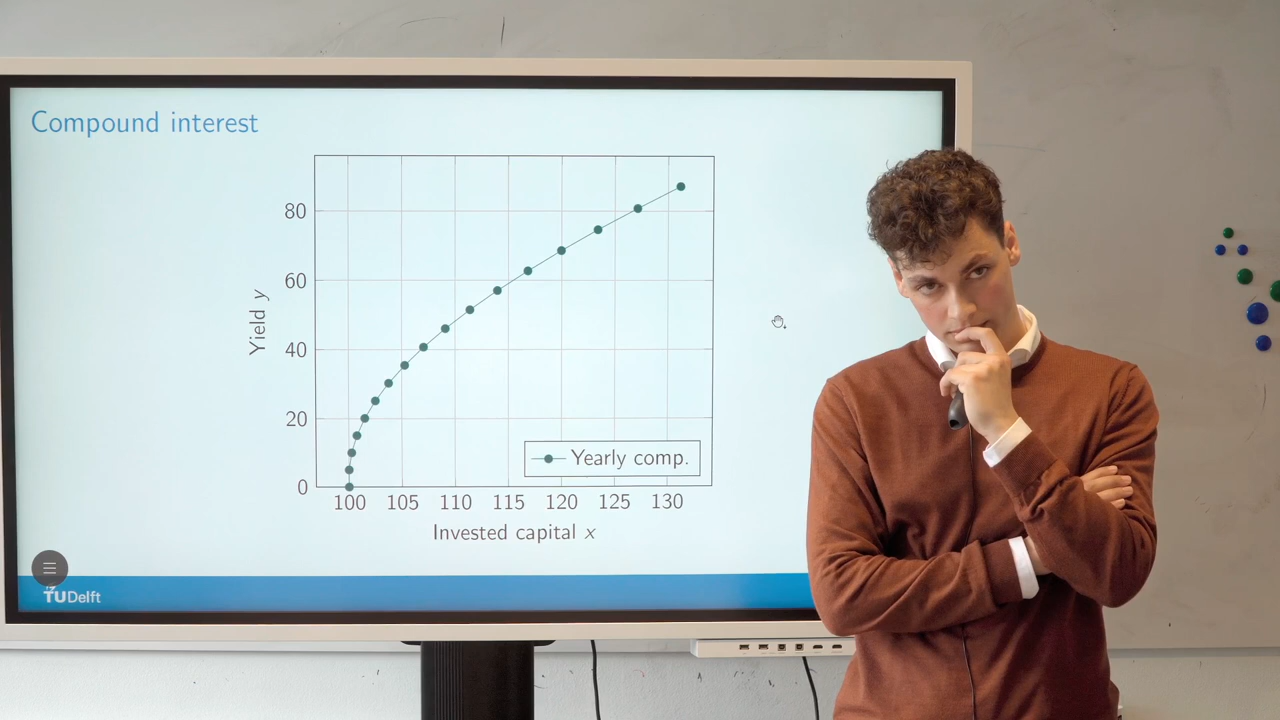 Compound interest
80
60
40
20
0
Yield y
100 105 110 115 120 125 130
Invested capital x
Yearly comp.
TUDelft